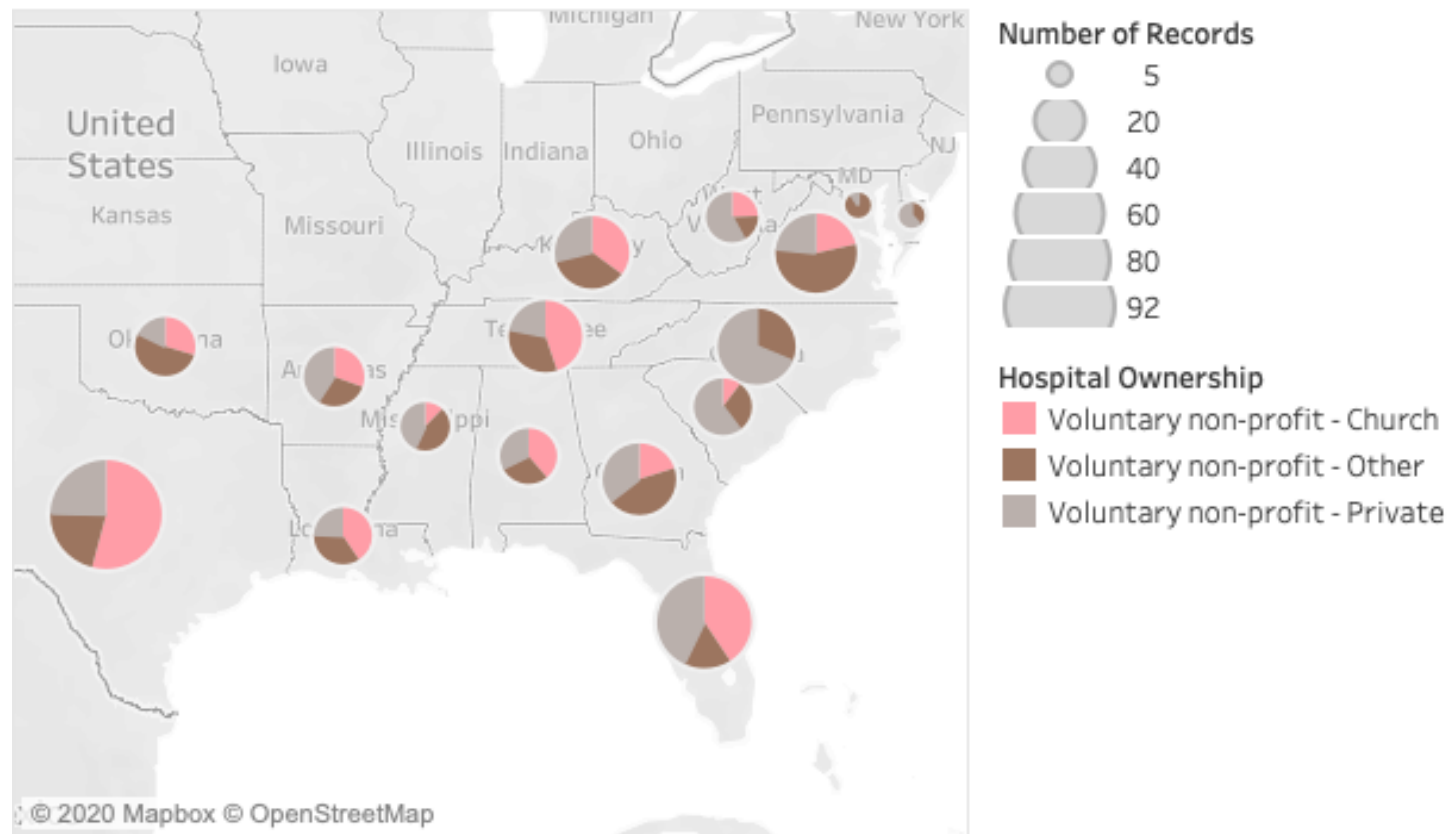 Michigan
New York
Iowa
United
States
Pennsylvania
Illinois
Indiana
Ohio
NJ
MD
Kansas
Missouri
© 2020 Mapbox © OpenStreetMap
Number of Records
5
20
40
60
80
92
Hospital Ownership
Voluntary non-profit - Church
Voluntary non-profit - Other
Voluntary non-profit - Private